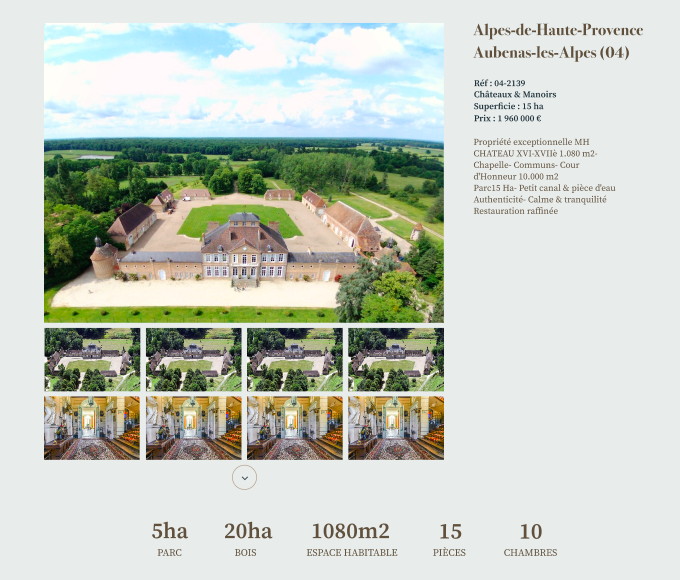 Alpes-de-Haute-Provence
Aubenas-les-Alpes (04)
Réf : 04-2139
Châteaux & Manoirs
Superficie : 15 ha
Prix : 1 960 000 €
Propriété exceptionnelle MH
CHATEAU XVI-XVIIè 1.080 m2-
Chapelle- Communs- Cour
d'Honneur 10.000 m2
Parc15 Ha- Petit canal & pièce d'eau
Authenticité- Calme & tranquilité
Restauration raffinée
5ha 20ha 1080m2 15 10
PARC BOIS ESPACE HABITABLE PIÈCES CHAMBRES